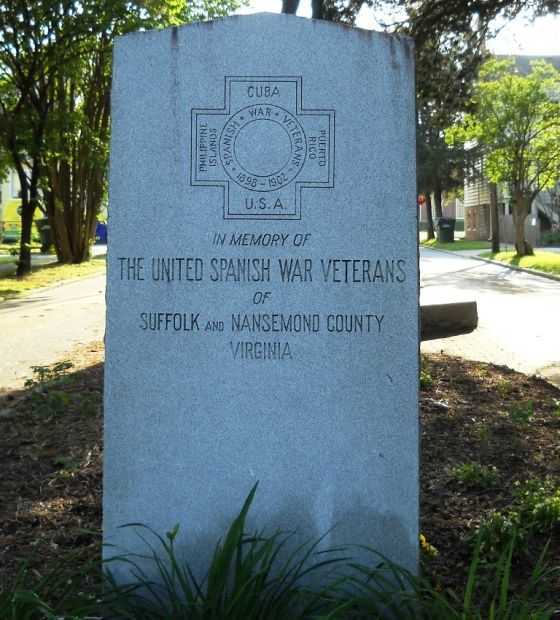 CUBA
SPANISH • WAR • VETERANS
• 1898-1902 •
PHILIPPINE
ISLANDS
PUERTO
RICO
U.S.A.
IN MEMORY OF
THE UNITED SPANISH WAR VETERANS
OF
SUFFOLK AND NANSEMOND COUNTY
VIRGINIA